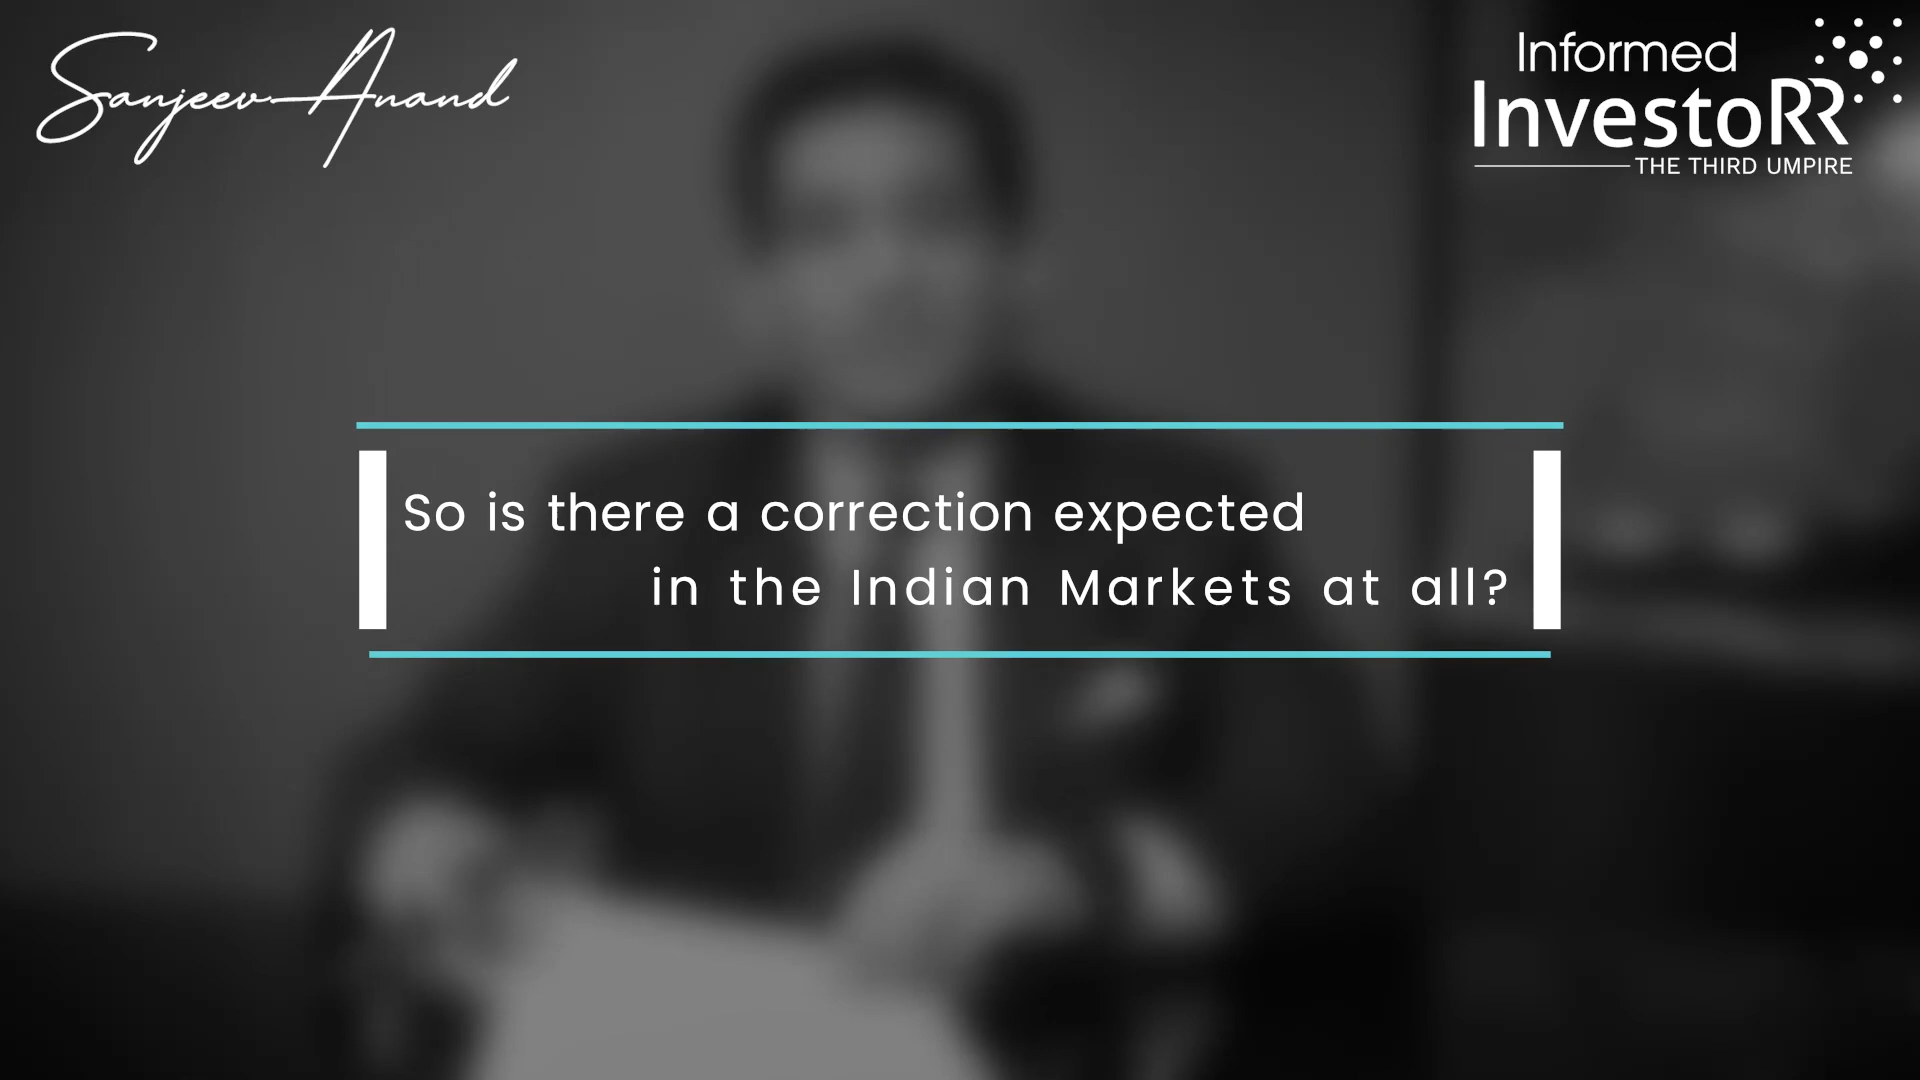 Sanjeev Anand
Informed
InvestoRR
THE THIRD UMPIRE
So is there a correction expected
in the Indian Markets at all?